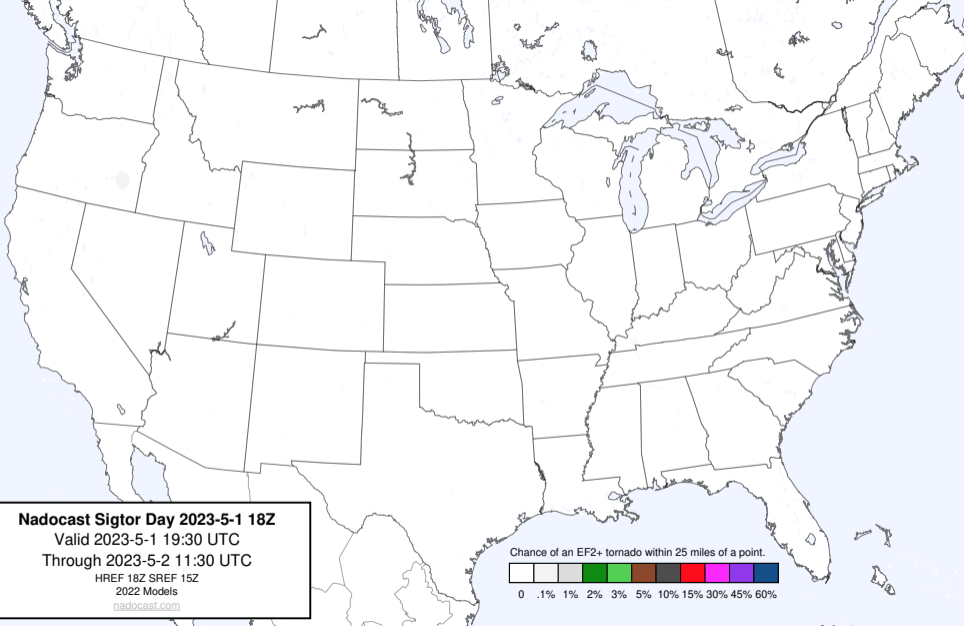 Nadocast Sigtor Day 2023-5-1 18Z
Valid 2023-5-1 19:30 UTC
Through 2023-5-2 11:30 UTC
HREF 18Z SREF 15Z
2022 Models
nadocast.com
Chance of an EF2+ tornado within 25 miles of a point.
0 .1% 1% 2% 3% 5% 10% 15% 30% 45% 60%